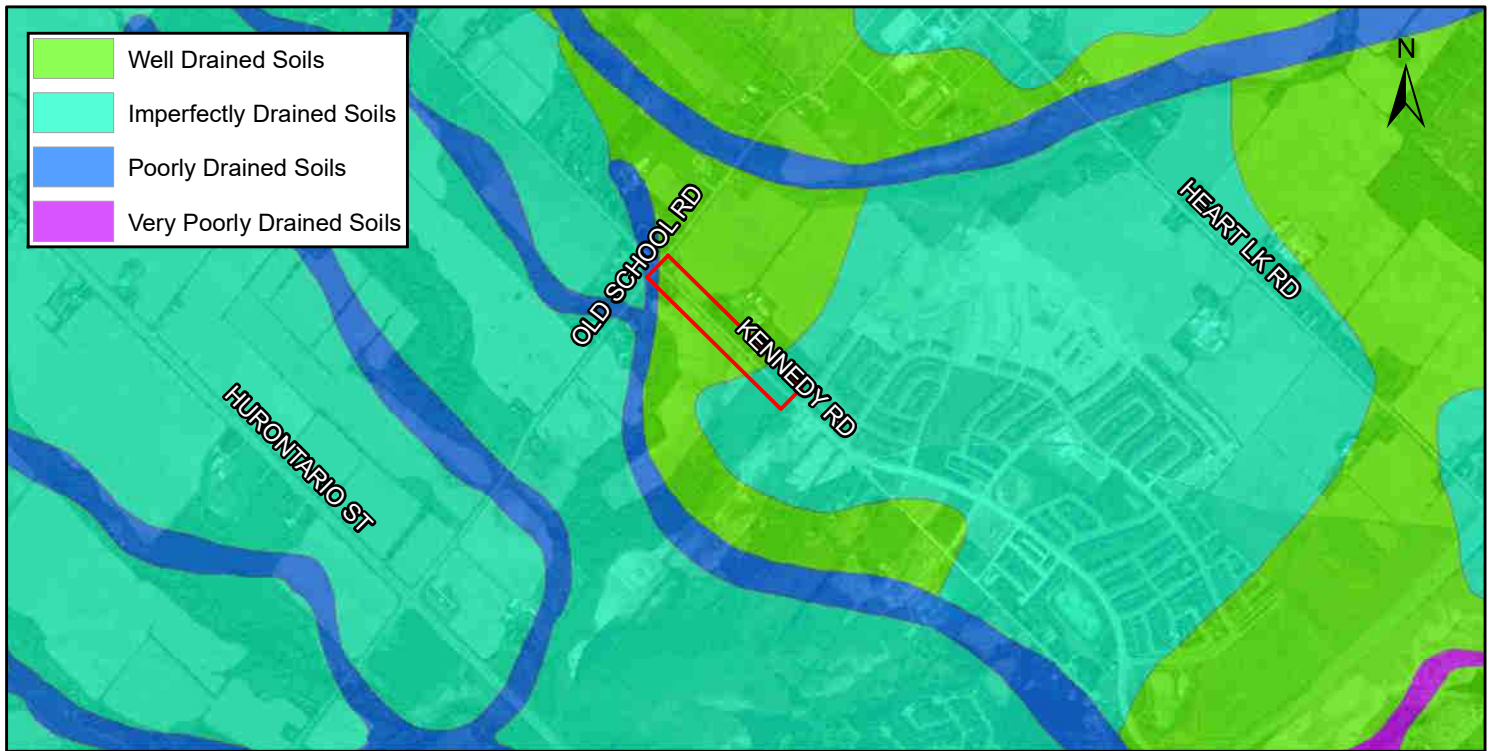 Well Drained Soils
Imperfectly Drained Soils
Poorly Drained Soils
Very Poorly Drained Soils
N
HEART LK RD
OLD SCHOOL RD
KENNEDY RD
HURONTARIO ST